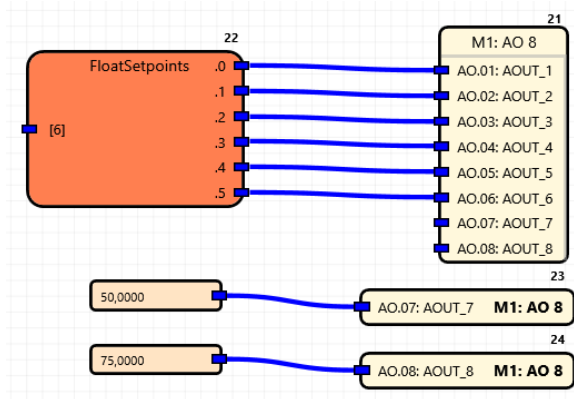 22
FloatSetpoints
.0
.1
.2
.3
.4
.5
[6]
21
M1: AO 8
AO.01: AOUT_1
AO.02: AOUT_2
AO.03: AOUT_3
AO.04: AOUT_4
AO.05: AOUT_5
AO.06: AOUT_6
AO.07: AOUT_7
AO.08: AOUT_8
50,0000
23
AO.07: AOUT_7 M1: AO 8
75,0000
24
AO.08: AOUT_8 M1: AO 8